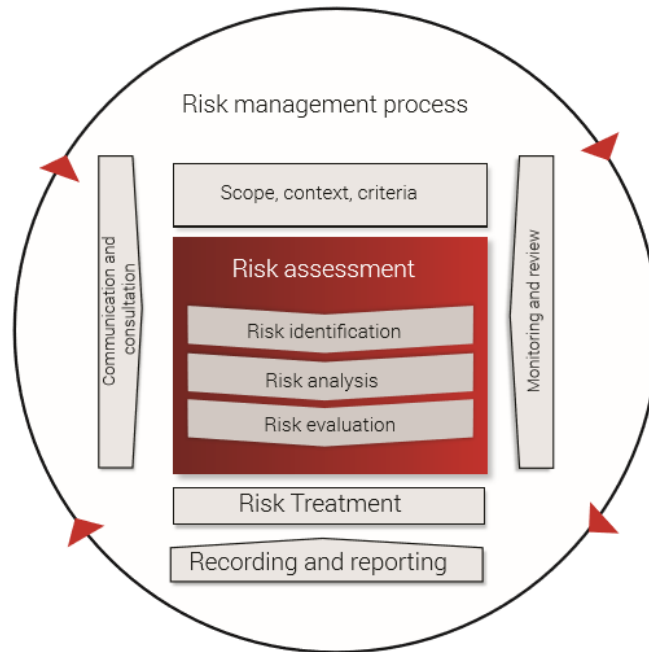 Risk management process
Scope, context, criteria
Communication and
consultation
Risk assessment
Risk identification
Risk analysis
Risk evaluation
Monitoring and review
Risk Treatment
Recording and reporting